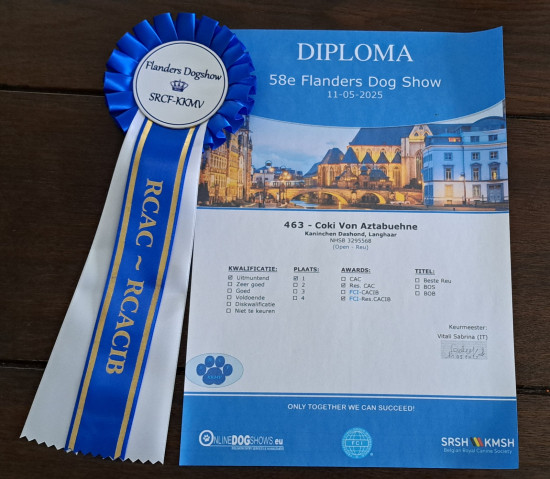 Flanders Dogshow
SRCF-KKMV
RCAC ~ RCACIB
DIPLOMA
58e Flanders Dog Show
11-05-2025
463 - Coki Von Aztabuehne
Kaninchen Dashond, Langhaar
NHSB 3295568
(Open - Reu)
KWALIFICATIE:
☑ Uitmuntend
☐ Zeer goed
☐ Goed
☐ Voldoende
☐ Diskwalificatie
☐ Niet te keuren
PLAATS:
☑ 1
☐ 2
☐ 3
☐ 4
AWARDS:
☐ CAC
☑ Res. CAC
☐ FCI-CACIB
☑ FCI-Res.CACIB
TITEL:
☐ Beste Reu
☐ BOS
☐ BOB
Keurmeester:
Vitali Sabrina (IT)
ONLY TOGETHER WE CAN SUCCEED!
ONLINEDOGSHOWS.eu
FCI
SRSH KMSH
Belgian Royal Canine Society